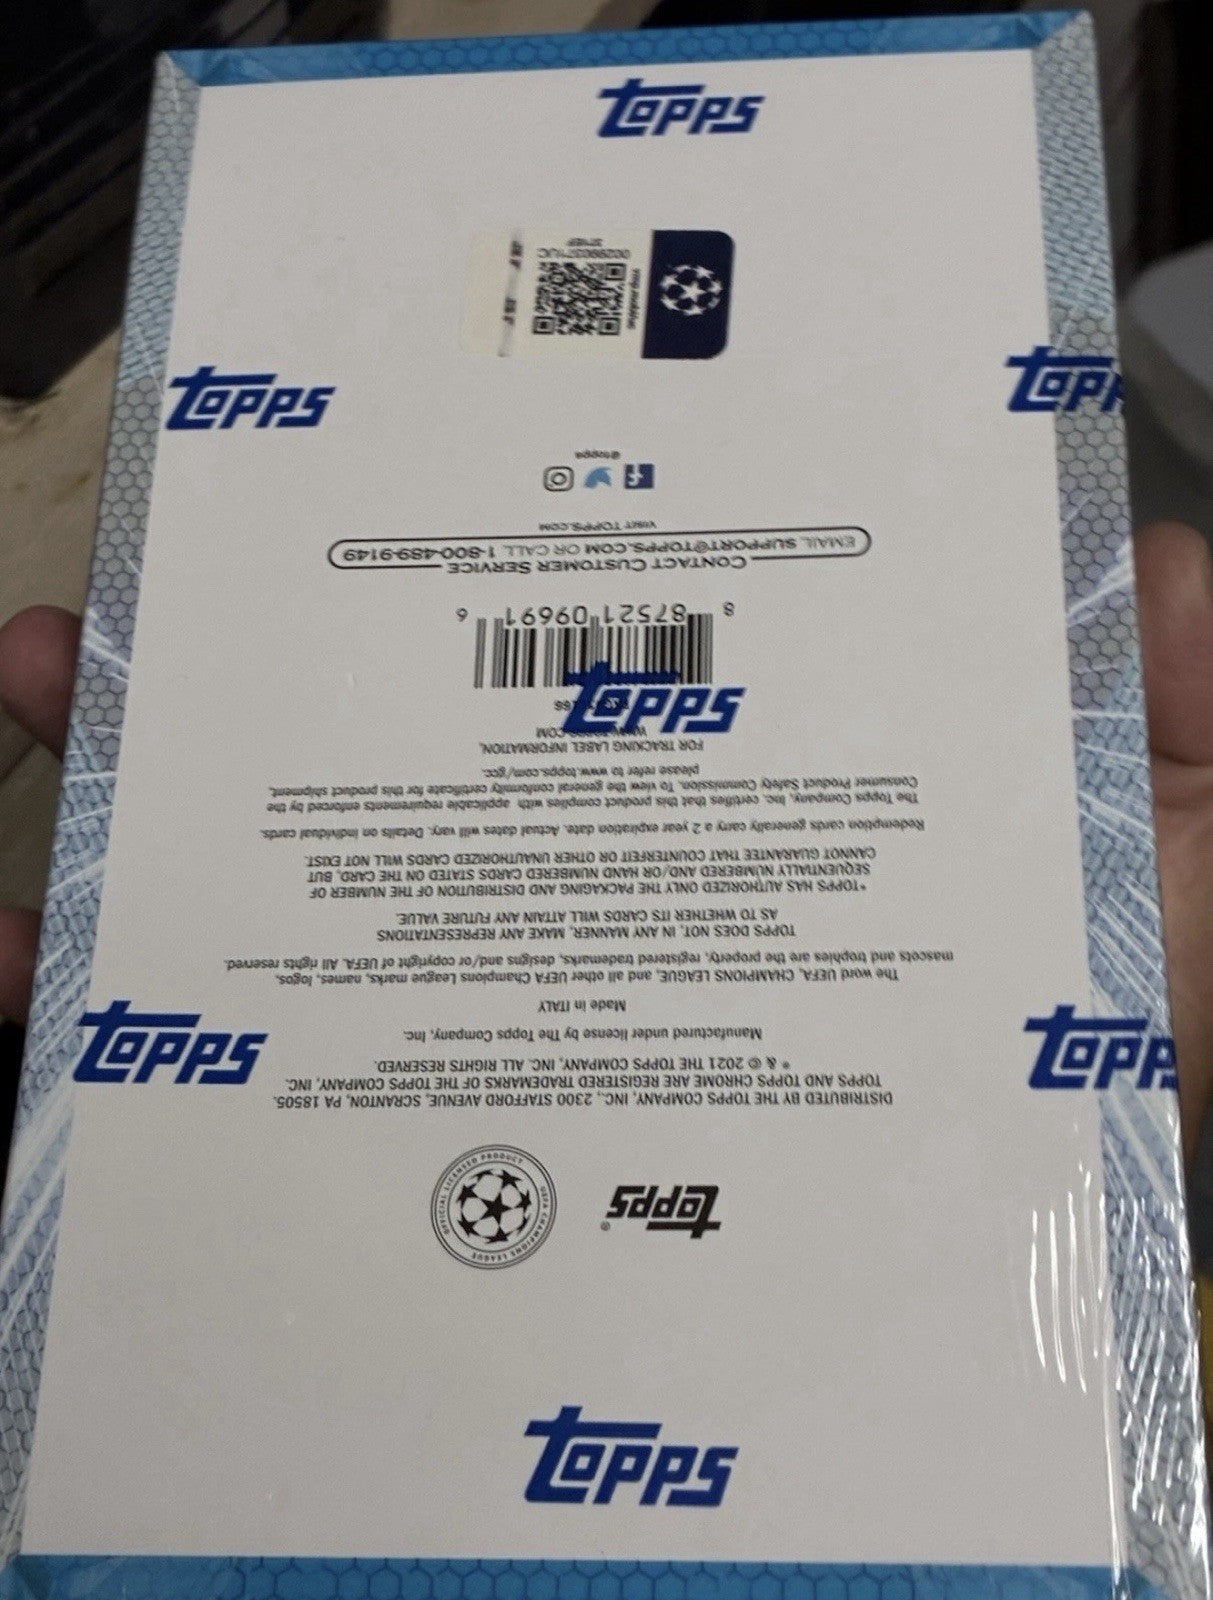 TOPPS
TOPPS
TOPPS
TOPPS
TOPPS
TOPP
TOPPS
topps®
OFFICIAL LICENSED PRODUCT
UEFA CHAMPIONS LEAGUE
DISTRIBUTED BY THE TOPPS COMPANY, INC., 2300 STAFFORD AVENUE, SCRANTON, PA 18505.
TOPPS AND TOPPS CHROME ARE REGISTERED TRADEMARKS OF THE TOPPS COMPANY, INC.
® & © 2021 THE TOPPS COMPANY, INC. ALL RIGHTS RESERVED.
Manufactured under license by The Topps Company, Inc.
Made in ITALY
The word UEFA, CHAMPIONS LEAGUE, and all other UEFA Champions League marks, names, logos,
mascots and trophies are the property, registered trademarks, designs and/or copyright of UEFA. All rights reserved.
TOPPS DOES NOT, IN ANY MANNER, MAKE ANY REPRESENTATIONS
AS TO WHETHER ITS CARDS WILL ATTAIN ANY FUTURE VALUE.
*TOPPS HAS AUTHORIZED ONLY THE PACKAGING AND DISTRIBUTION OF THE NUMBER OF
SEQUENTIALLY NUMBERED AND/OR HAND NUMBERED CARDS STATED ON THE CARD, BUT
CANNOT GUARANTEE THAT COUNTERFEIT OR OTHER UNAUTHORIZED CARDS WILL NOT EXIST.
Redemption cards generally carry a 2 year expiration date. Actual dates will vary. Details on individual cards.
The Topps Company, Inc. certifies that this product complies with applicable requirements enforced by the
Consumer Product Safety Commission. To view the general conformity certificate for this product shipment,
please refer to www.topps.com/gcc.
FOR TRACKING LABEL INFORMATION,
8 87521 09691 6
CONTACT CUSTOMER SERVICE
EMAIL SUPPORT@TOPPS.COM OR CALL 1-800-489-9149
VISIT TOPPS.COM
@topps